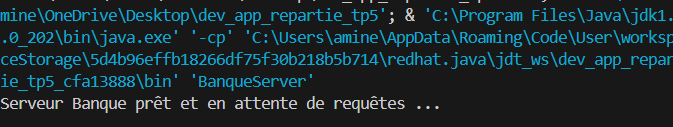 mine\OneDrive\Desktop\dev_app_repartie_tp5'; & 'C:\Program Files\Java\jdk1.
.0_202\bin\java.exe' '-cp' 'C:\Users\amine\AppData\Roaming\Code\User\worksp
ceStorage\5d4b96effb18266df75f30b218b5b714\redhat.java\jdt_ws\dev_app_repar
ie_tp5_cfa13888\bin' 'BanqueServer'
Serveur Banque prêt et en attente de requêtes ...